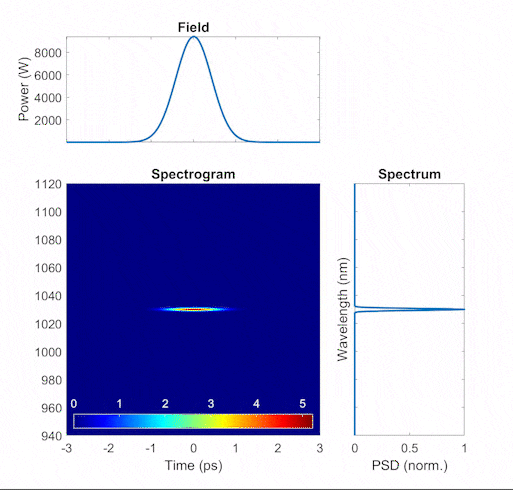 Field
Power (W)
8000
6000
4000
2000
Spectrogram
1120
1100
1080
1060
1040
1020
1000
980
960
940
0 1 2 3 4 5
-3 -2 -1 0 1 2 3
Time (ps)
Spectrum
Wavelength (nm)
0 0.5 1
PSD (norm.)